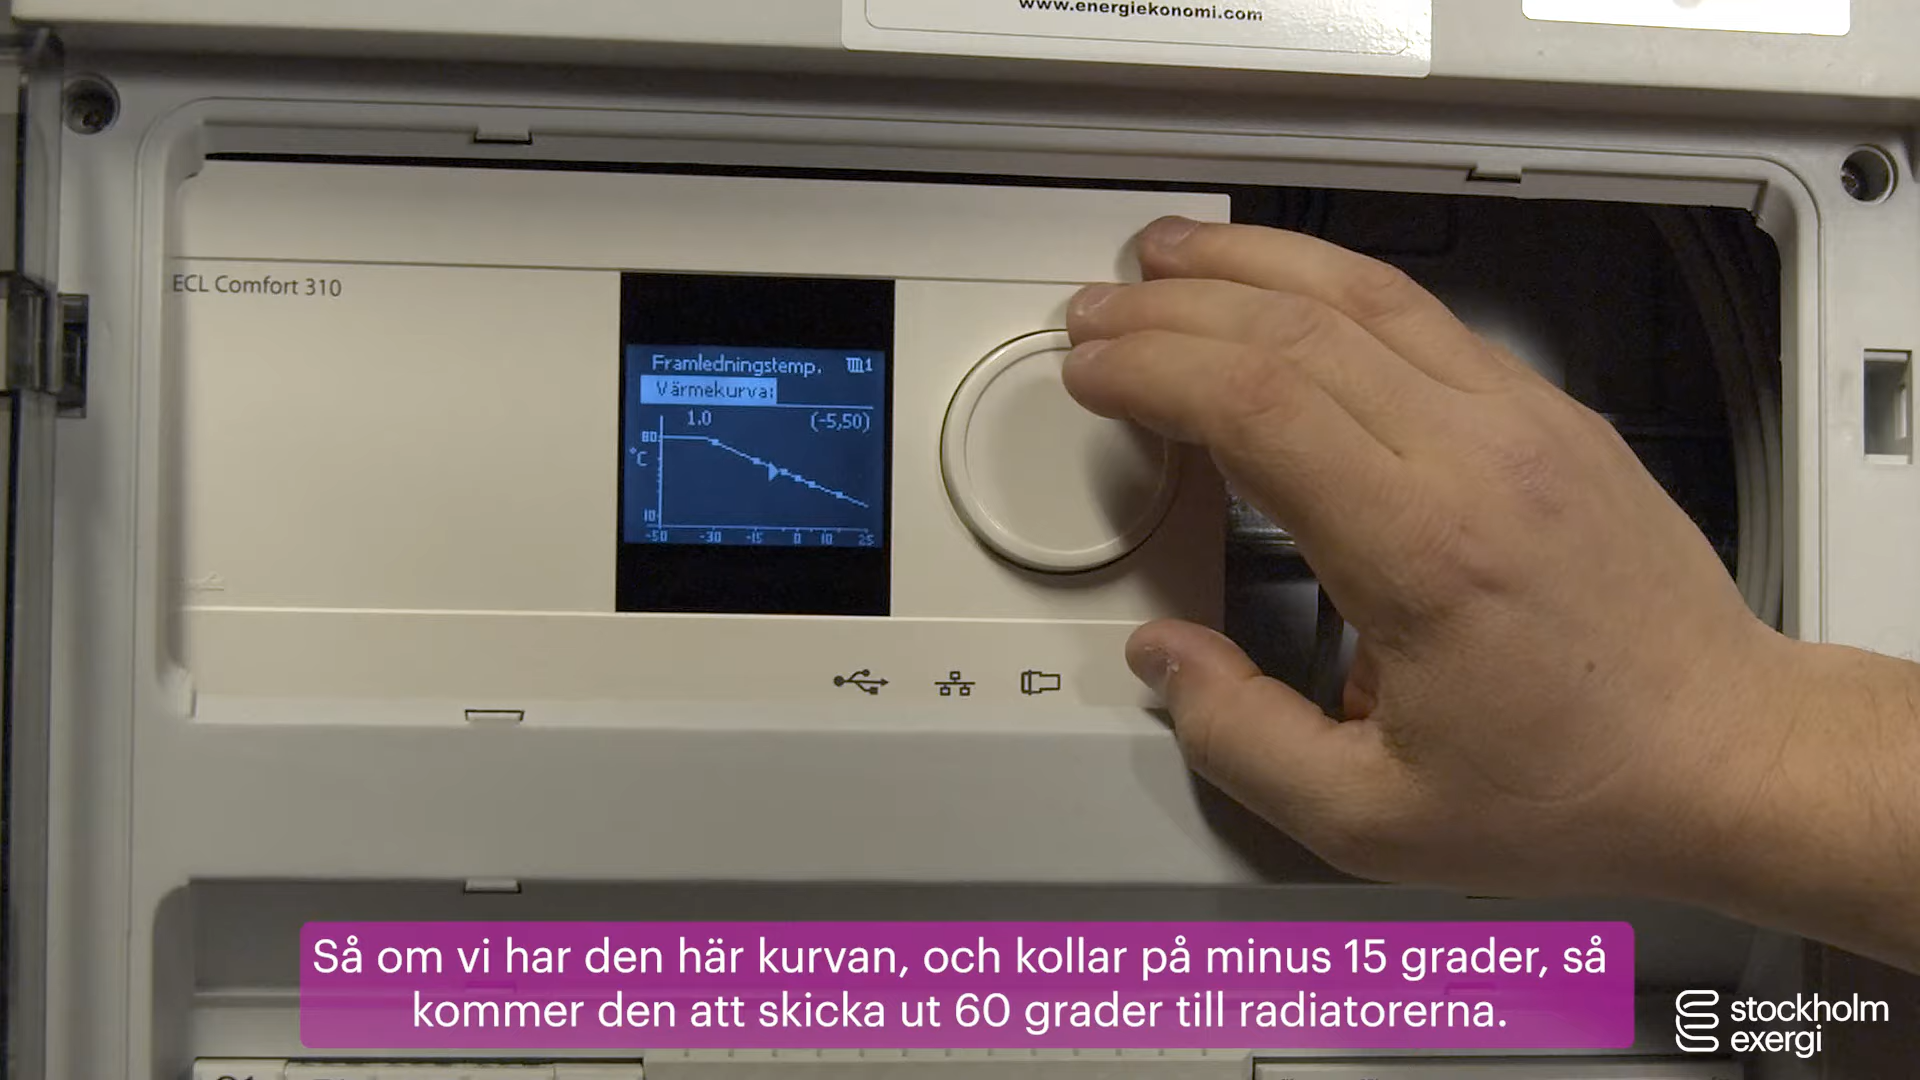 www.energiekonomi.com
ECL Comfort 310
Framledningstemp. 1
Värmekurva:
1.0 (-5,50)
80
°C
10
-50 -30 -15 0 10 25
Så om vi har den här kurvan, och kollar på minus 15 grader, så
kommer den att skicka ut 60 grader till radiatorerna.
stockholm
exergi